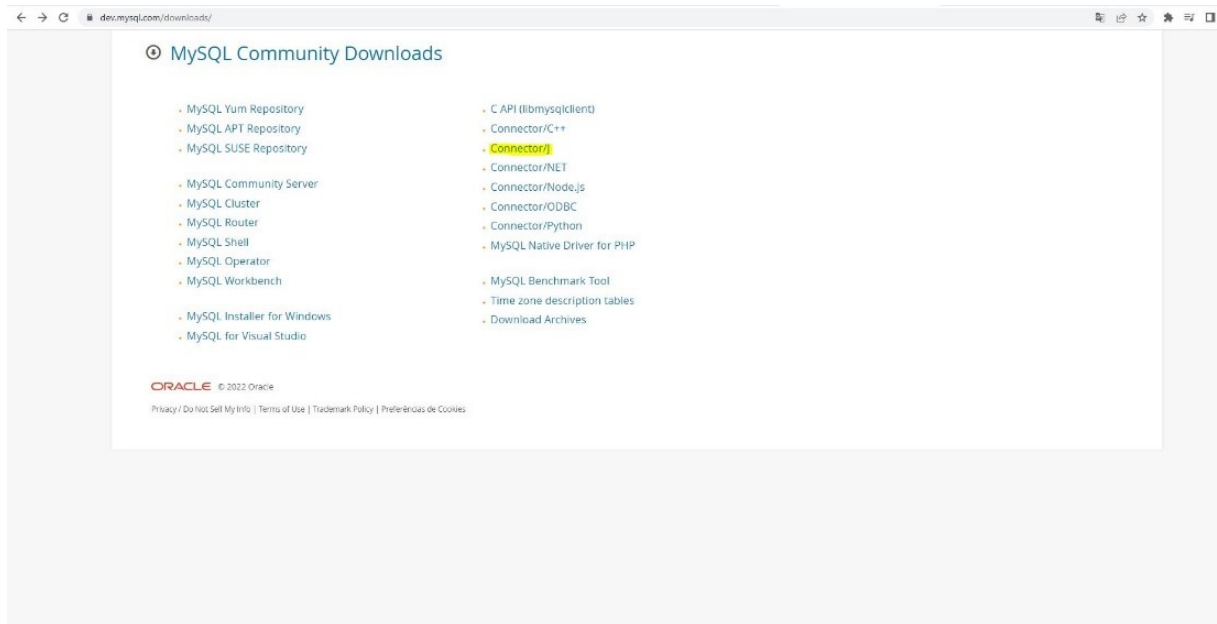 dev.mysql.com/downloads/
MySQL Community Downloads
MySQL Yum Repository
MySQL APT Repository
MySQL SUSE Repository
MySQL Community Server
MySQL Cluster
MySQL Router
MySQL Shell
MySQL Operator
MySQL Workbench
MySQL Installer for Windows
MySQL for Visual Studio
C API (libmysqlclient)
Connector/C++
Connector/J
Connector/NET
Connector/Node.js
Connector/ODBC
Connector/Python
MySQL Native Driver for PHP
MySQL Benchmark Tool
Time zone description tables
Download Archives
ORACLE © 2022 Oracle
Privacy / Do Not Sell My Info | Terms of Use | Trademark Policy | Preferências de Cookies